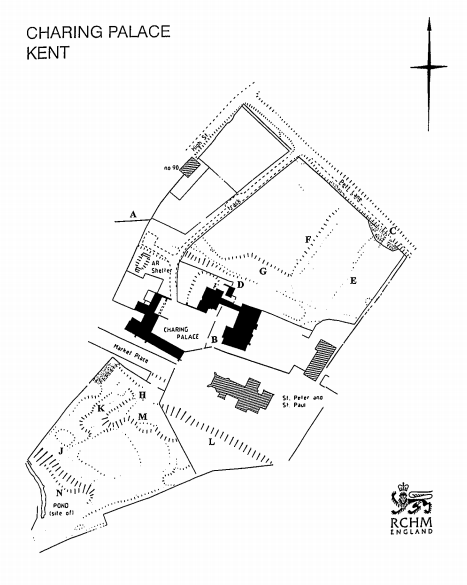 CHARING PALACE
KENT
High St
no 90
Pett Lane
C
A
track
F
AR
Shelter
G
E
D
CHARING
PALACE
B
Market Place
H
K
M
St. Peter and
St. Paul
L
J
N
POND
(site of)
RCHM
ENGLAND